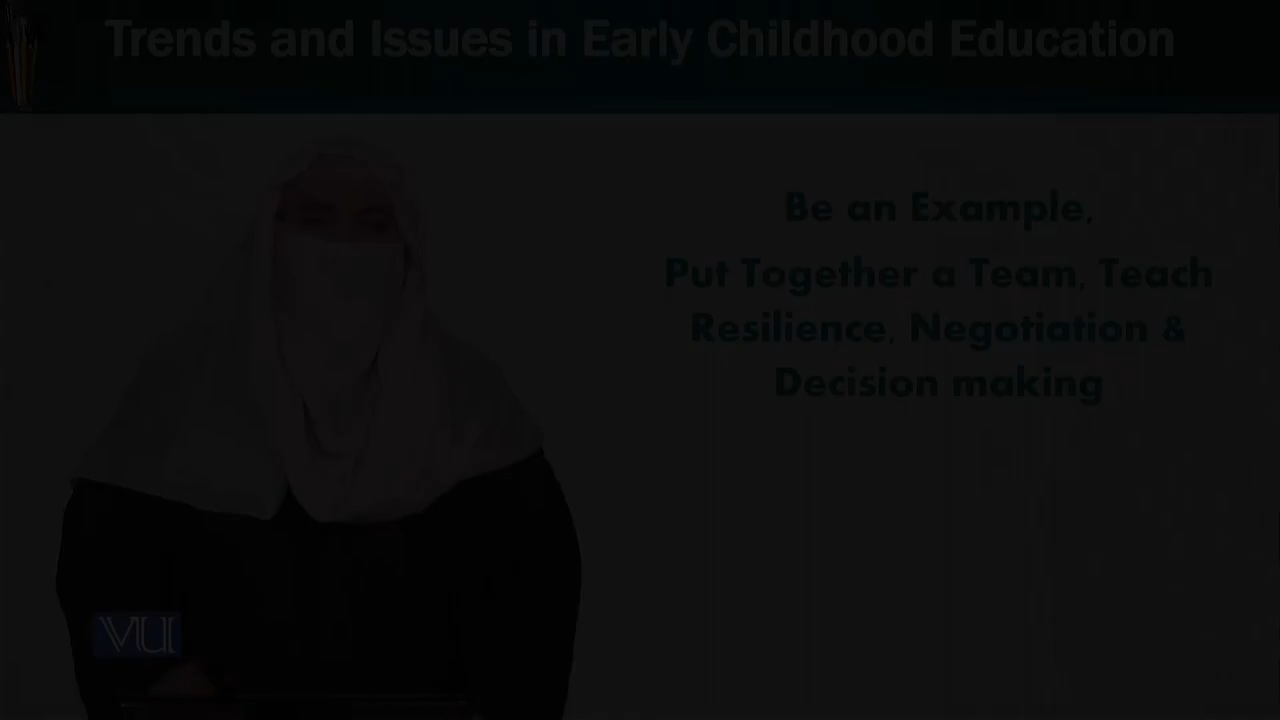 Trends and Issues in Early Childhood Education
Be an Example.
Put Together a Team, Teach
Resilience, Negotiation &
Decision making
VU